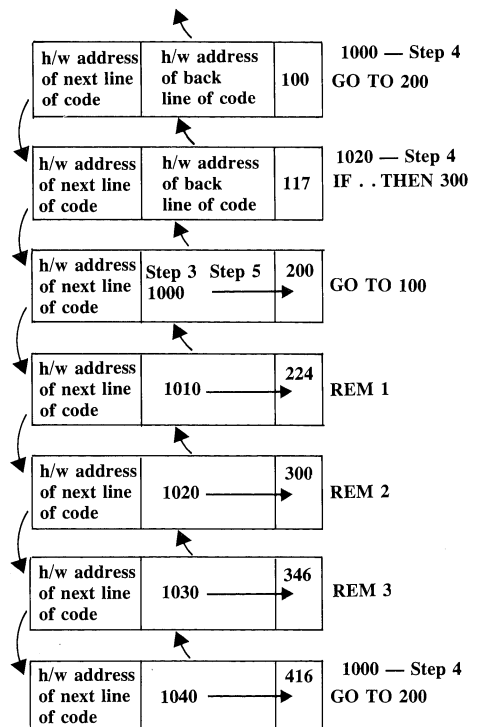 h/w address of next line of code
h/w address of back line of code
100
1000 — Step 4
GO TO 200
h/w address of next line of code
h/w address of back line of code
117
1020 — Step 4
IF . . THEN 300
h/w address of next line of code
Step 3 Step 5
1000
200
GO TO 100
h/w address of next line of code
1010
224
REM 1
h/w address of next line of code
1020
300
REM 2
h/w address of next line of code
1030
346
REM 3
h/w address of next line of code
1040
416
1000 — Step 4
GO TO 200